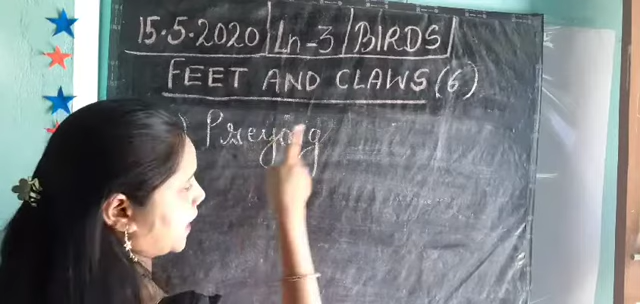 15.5.2020 Ln-3 BIRDS
FEET AND CLAWS (6)
) Preying